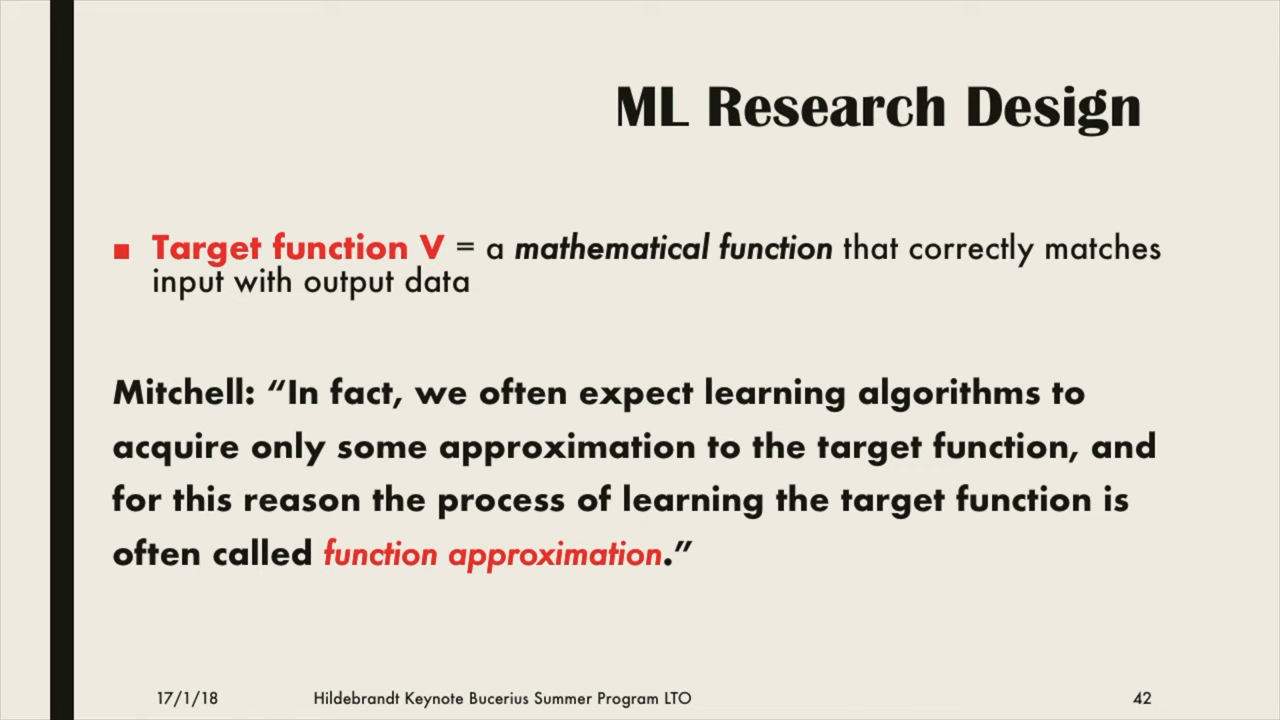 ML Research Design
■ Target function V = a mathematical function that correctly matches
input with output data
Mitchell: “In fact, we often expect learning algorithms to
acquire only some approximation to the target function, and
for this reason the process of learning the target function is
often called function approximation.”
17/1/18 Hildebrandt Keynote Bucerius Summer Program LTO 42